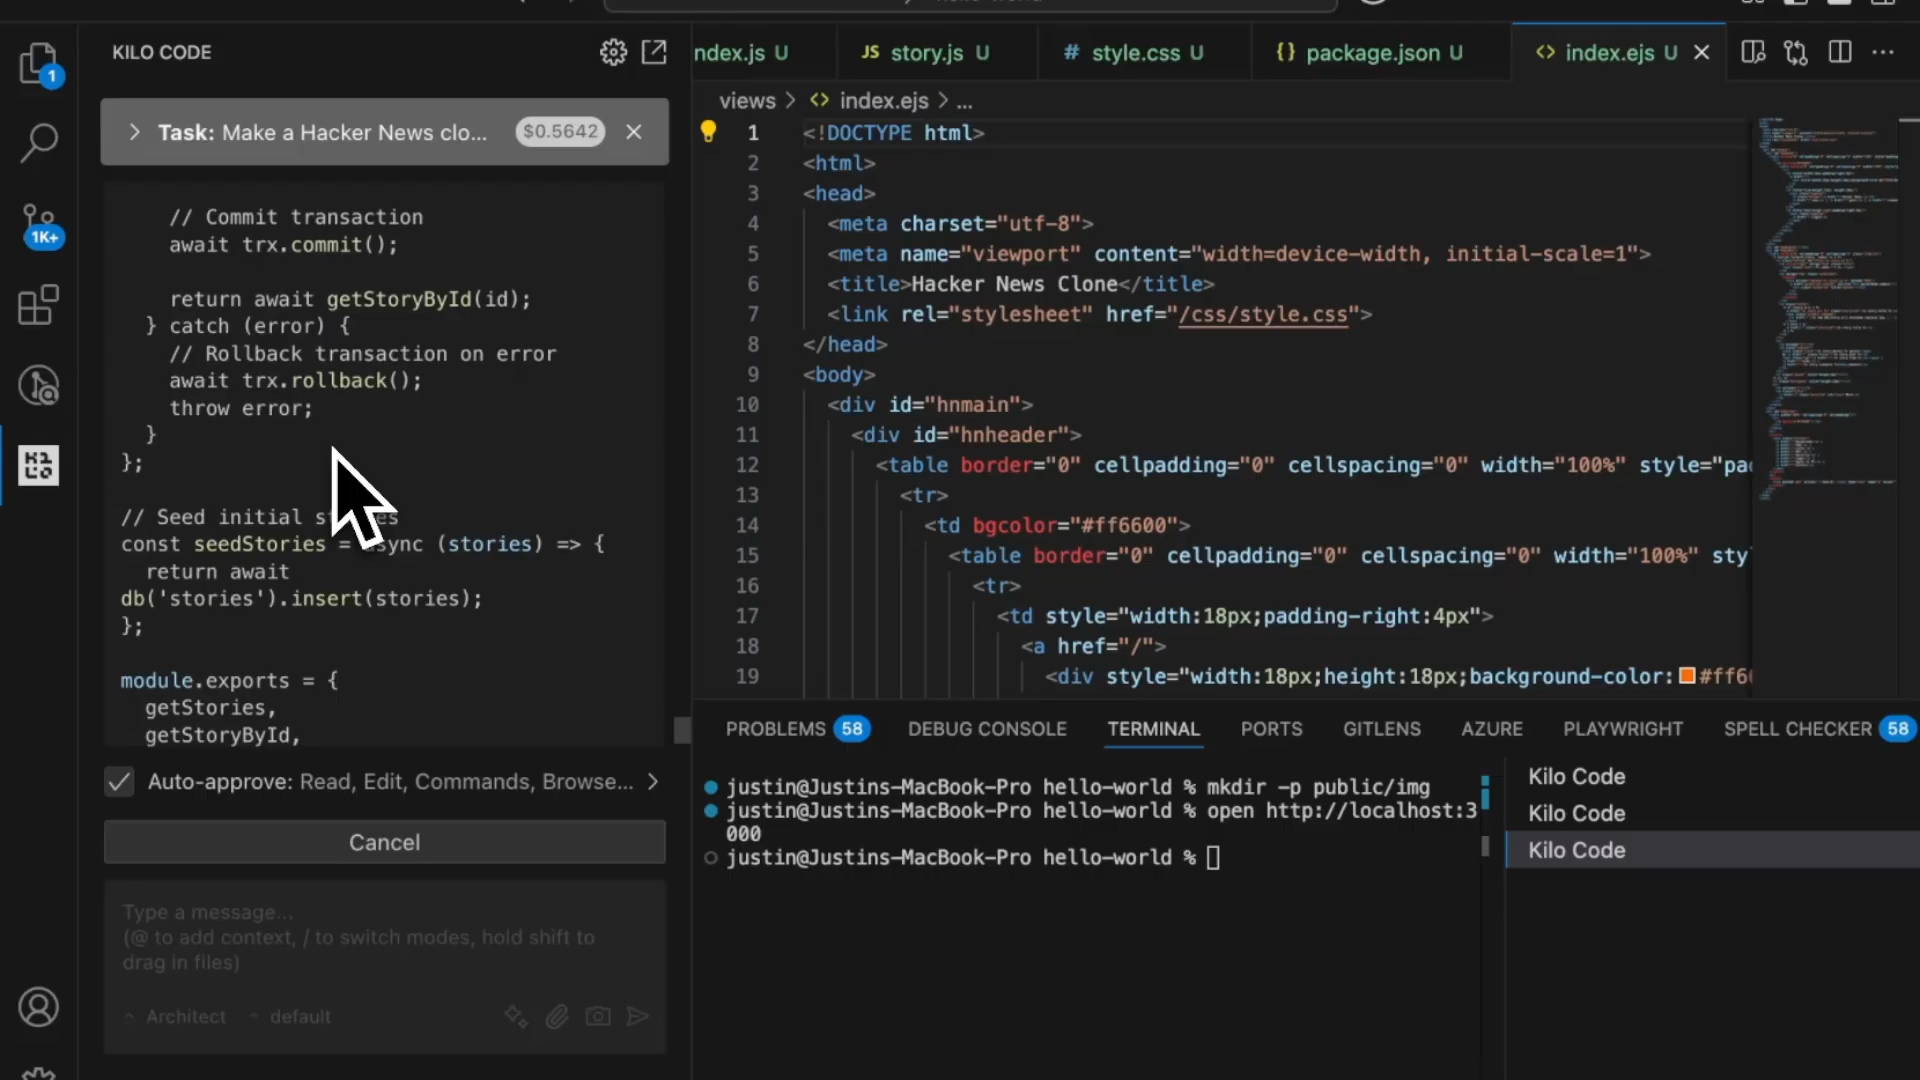 KILO CODE
1
1K+
Task: Make a Hacker News clo... $0.5642
// Commit transaction
await trx.commit();
return await getStoryById(id);
} catch (error) {
// Rollback transaction on error
await trx.rollback();
throw error;
}
};
// Seed initial
const seedStories = async (stories) => {
return await
db('stories').insert(stories);
};
module.exports = {
getStories,
getStoryById,
Auto-approve: Read, Edit, Commands, Browse...
Cancel
Type a message...
(@ to add context, / to switch modes, hold shift to
drag in files)
Architect default
ndex.js U JS story.js U # style.css U {} package.json U <> index.ejs U
views > <> index.ejs > ...
1 <!DOCTYPE html>
2 <html>
3 <head>
4 <meta charset="utf-8">
5 <meta name="viewport" content="width=device-width, initial-scale=1">
6 <title>Hacker News Clone</title>
7 <link rel="stylesheet" href="/css/style.css">
8 </head>
9 <body>
10 <div id="hnmain">
11 <div id="hnheader">
12 <table border="0" cellpadding="0" cellspacing="0" width="100%" style="pa
13 <tr>
14 <td bgcolor="#ff6600">
15 <table border="0" cellpadding="0" cellspacing="0" width="100%" sty
16 <tr>
17 <td style="width:18px;padding-right:4px">
18 <a href="/">
19 <div style="width:18px;height:18px;background-color:#ff6
PROBLEMS 58 DEBUG CONSOLE TERMINAL PORTS GITLENS AZURE PLAYWRIGHT SPELL CHECKER 58
justin@Justins-MacBook-Pro hello-world % mkdir -p public/img
justin@Justins-MacBook-Pro hello-world % open http://localhost:3
000
justin@Justins-MacBook-Pro hello-world %
Kilo Code
Kilo Code
Kilo Code